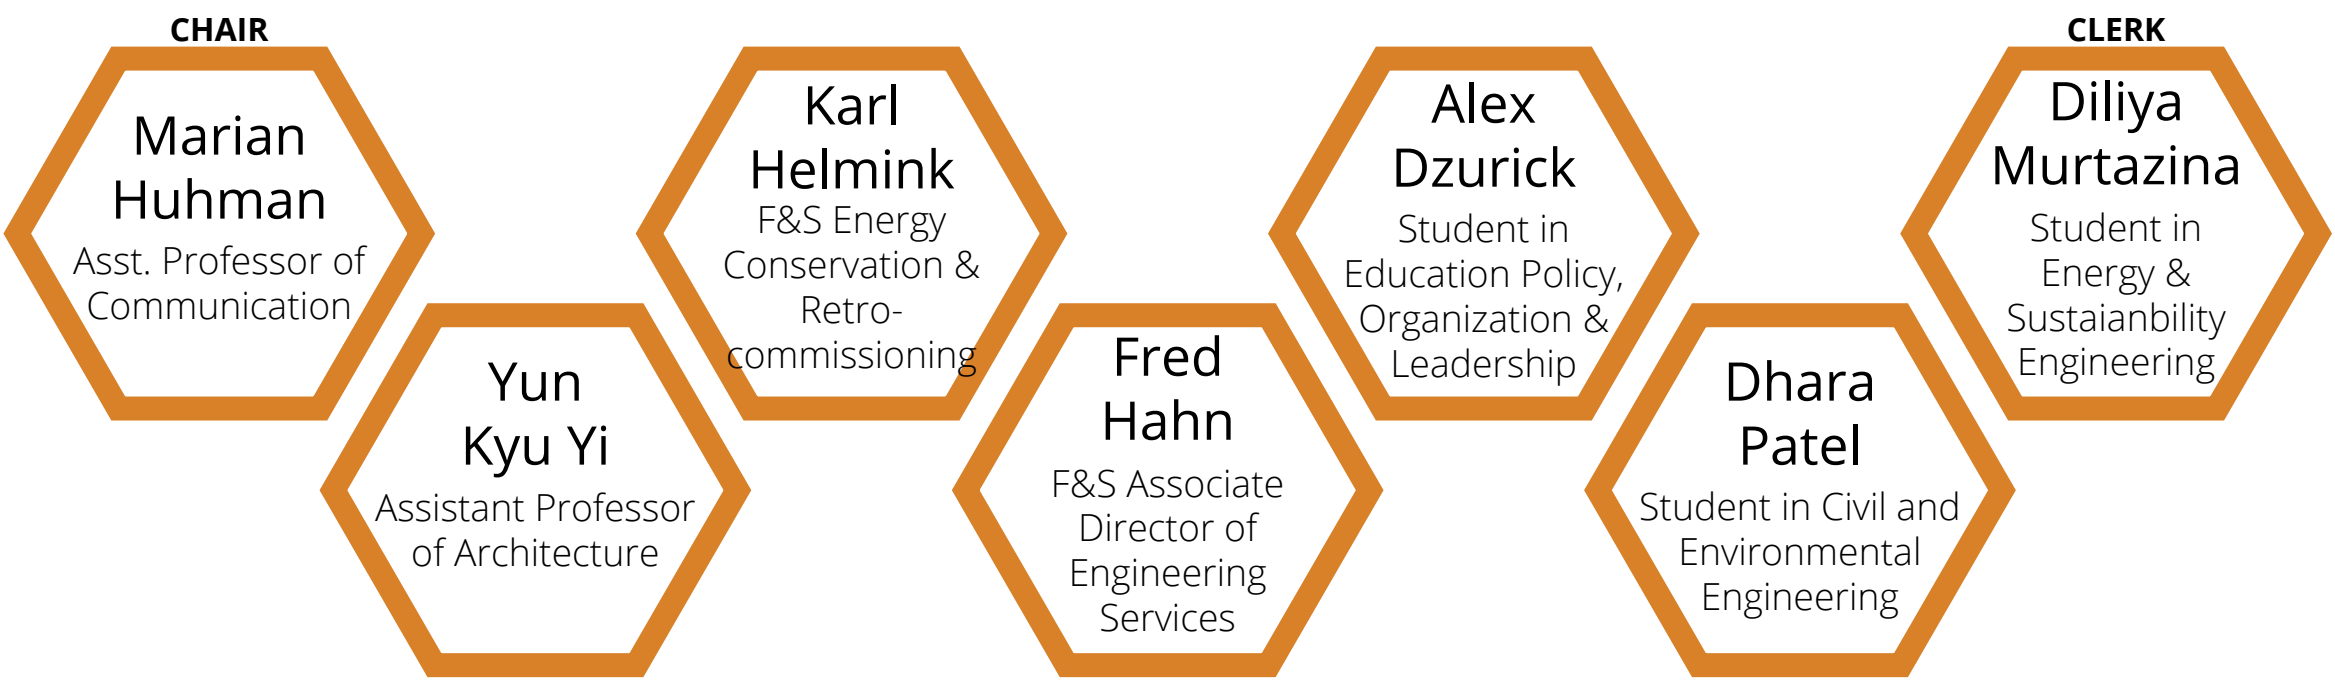 CHAIR
Marian
Huhman
Asst. Professor of
Communication
Yun
Kyu Yi
Assistant Professor
of Architecture
Karl
Helmink
F&S Energy
Conservation &
Retro-
commissioning
Fred
Hahn
F&S Associate
Director of
Engineering
Services
Alex
Dzurick
Student in
Education Policy,
Organization &
Leadership
Dhara
Patel
Student in Civil and
Environmental
Engineering
CLERK
Diliya
Murtazina
Student in
Energy &
Sustaianbility
Engineering